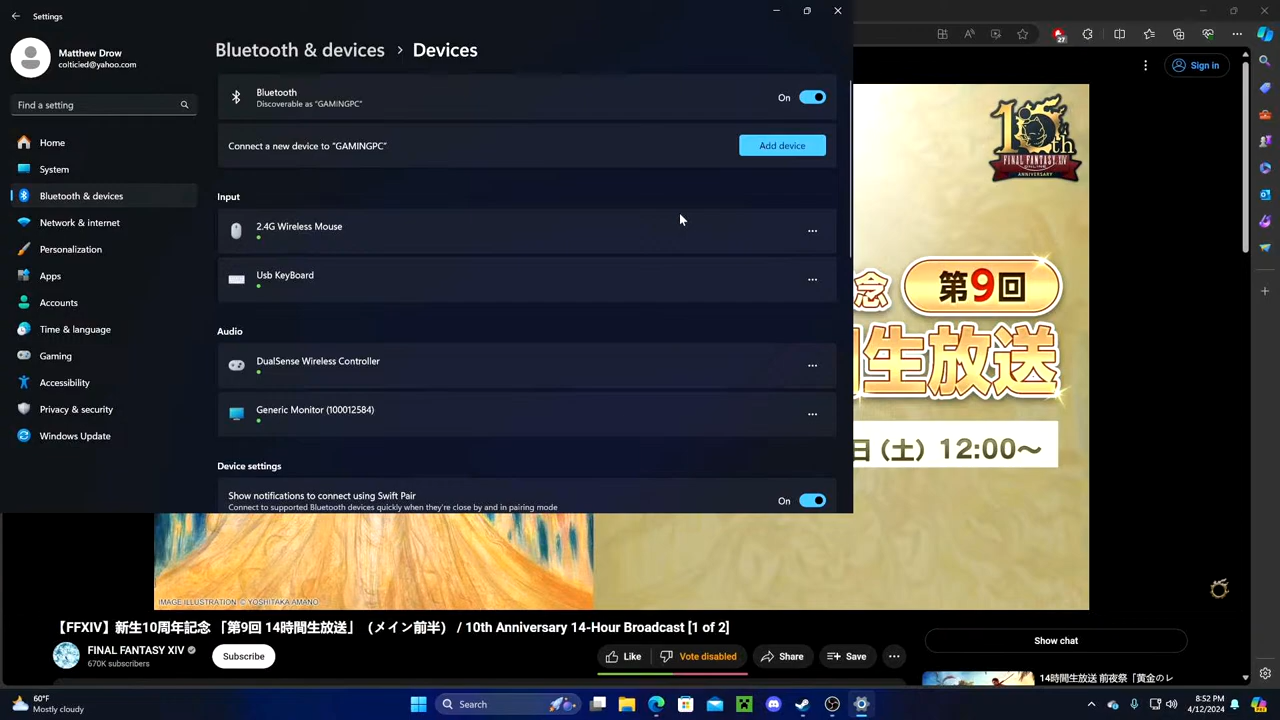 Settings
Matthew Drow
colticied@yahoo.com
Find a setting
Home
System
Bluetooth & devices
Network & internet
Personalization
Apps
Accounts
Time & language
Gaming
Accessibility
Privacy & security
Windows Update
Bluetooth & devices > Devices
Bluetooth
Discoverable as "GAMINGPC"
On
Connect a new device to "GAMINGPC"
Add device
Input
2.4G Wireless Mouse
Usb KeyBoard
Audio
DualSense Wireless Controller
Generic Monitor (100012584)
Device settings
Show notifications to connect using Swift Pair
Connect to supported Bluetooth devices quickly when they're close by and in pairing mode
On
27
Sign in
10th
FINAL FANTASY XIV
ONLINE
ANNIVERSARY
念 第9回
生放送
日（土）12:00～
IMAGE ILLUSTRATION: © YOSHITAKA AMANO
【FFXIV】新生10周年記念 「第9回 14時間生放送」（メイン前半） / 10th Anniversary 14-Hour Broadcast [1 of 2]
FINAL FANTASY XIV
670K subscribers
Subscribe
Like
Vote disabled
Share
Save
Show chat
14時間生放送 前夜祭「黄金のレ
60°F
Mostly cloudy
Search
8:52 PM
4/12/2024